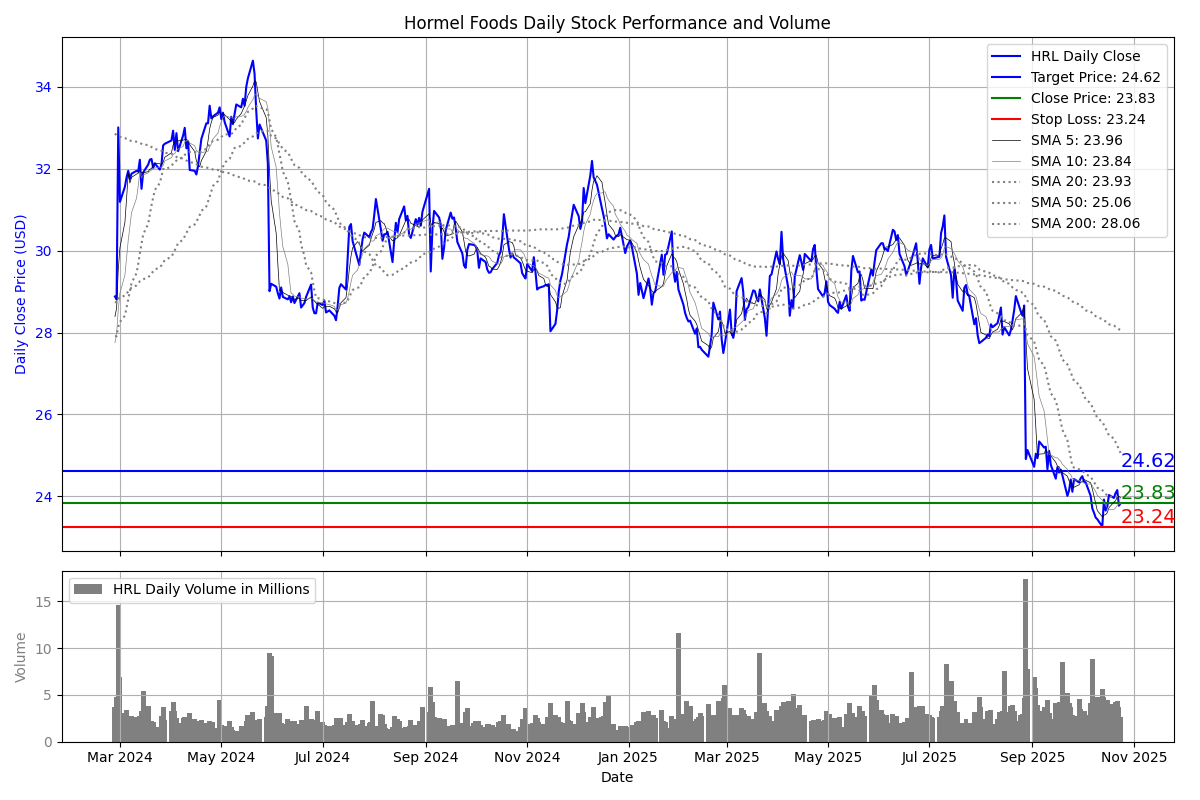 Hormel Foods Daily Stock Performance and Volume
Daily Close Price (USD)
34
32
30
28
26
24
HRL Daily Close
Target Price: 24.62
Close Price: 23.83
Stop Loss: 23.24
SMA 5: 23.96
SMA 10: 23.84
SMA 20: 23.93
SMA 50: 25.06
SMA 200: 28.06
24.62
23.83
23.24
Volume
15
10
5
0
HRL Daily Volume in Millions
Mar 2024 May 2024 Jul 2024 Sep 2024 Nov 2024 Jan 2025 Mar 2025 May 2025 Jul 2025 Sep 2025 Nov 2025
Date